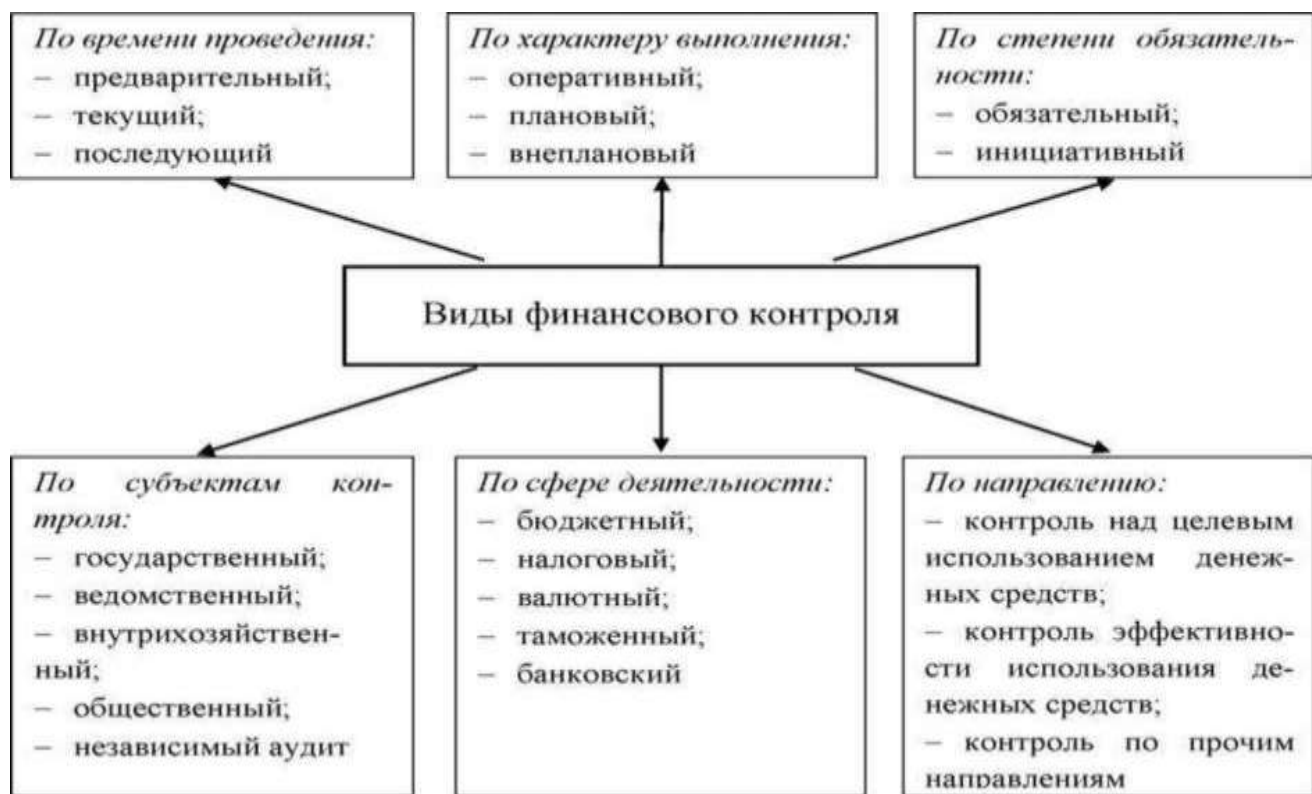 По времени проведения:
– предварительный;
– текущий;
– последующий
По характеру выполнения:
– оперативный;
– плановый;
– внеплановый
По степени обязатель-
ности:
– обязательный;
– инициативный
Виды финансового контроля
По субъектам кон-
троля:
– государственный;
– ведомственный;
– внутрихозяйствен-
ный;
– общественный;
– независимый аудит
По сфере деятельности:
– бюджетный;
– налоговый;
– валютный;
– таможенный;
– банковский
По направлению:
– контроль над целевым
использованием денеж-
ных средств;
– контроль эффективно-
сти использования де-
нежных средств;
– контроль по прочим
направлениям